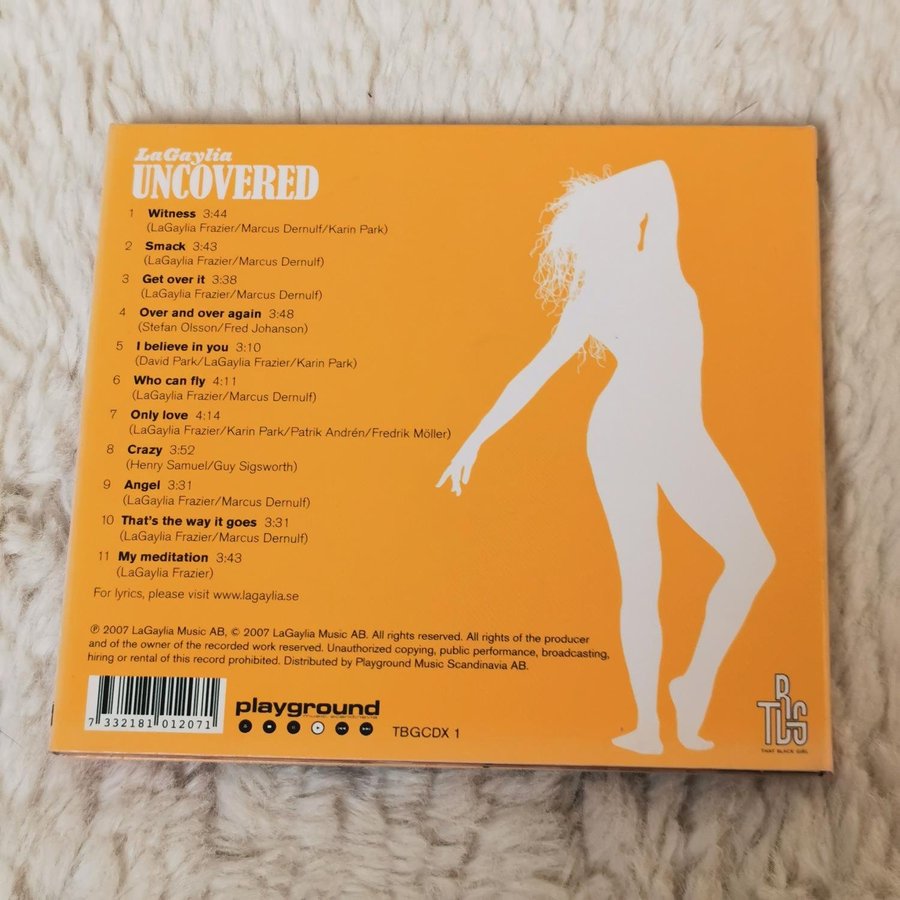 LaGaylia
UNCOVERED
1 Witness 3:44
(LaGaylia Frazier/Marcus Dernulf/Karin Park)
2 Smack 3:43
(LaGaylia Frazier/Marcus Dernulf)
3 Get over it 3:38
(LaGaylia Frazier/Marcus Dernulf)
4 Over and over again 3:48
(Stefan Olsson/Fred Johanson)
5 I believe in you 3:10
(David Park/LaGaylia Frazier/Karin Park)
6 Who can fly 4:11
(LaGaylia Frazier/Marcus Dernulf)
7 Only love 4:14
(LaGaylia Frazier/Karin Park/Patrik Andrén/Fredrik Möller)
8 Crazy 3:52
(Henry Samuel/Guy Sigsworth)
9 Angel 3:31
(LaGaylia Frazier/Marcus Dernulf)
10 That's the way it goes 3:31
(LaGaylia Frazier/Marcus Dernulf)
11 My meditation 3:43
(LaGaylia Frazier)
For lyrics, please visit www.lagaylia.se
℗ 2007 LaGaylia Music AB, © 2007 LaGaylia Music AB. All rights reserved. All rights of the producer
and of the owner of the recorded work reserved. Unauthorized copying, public performance, broadcasting,
hiring or rental of this record prohibited. Distributed by Playground Music Scandinavia AB.
7 332181 012071
playground
music scandinavia
TBGCDX 1
TBG
THAT BLACK GIRL